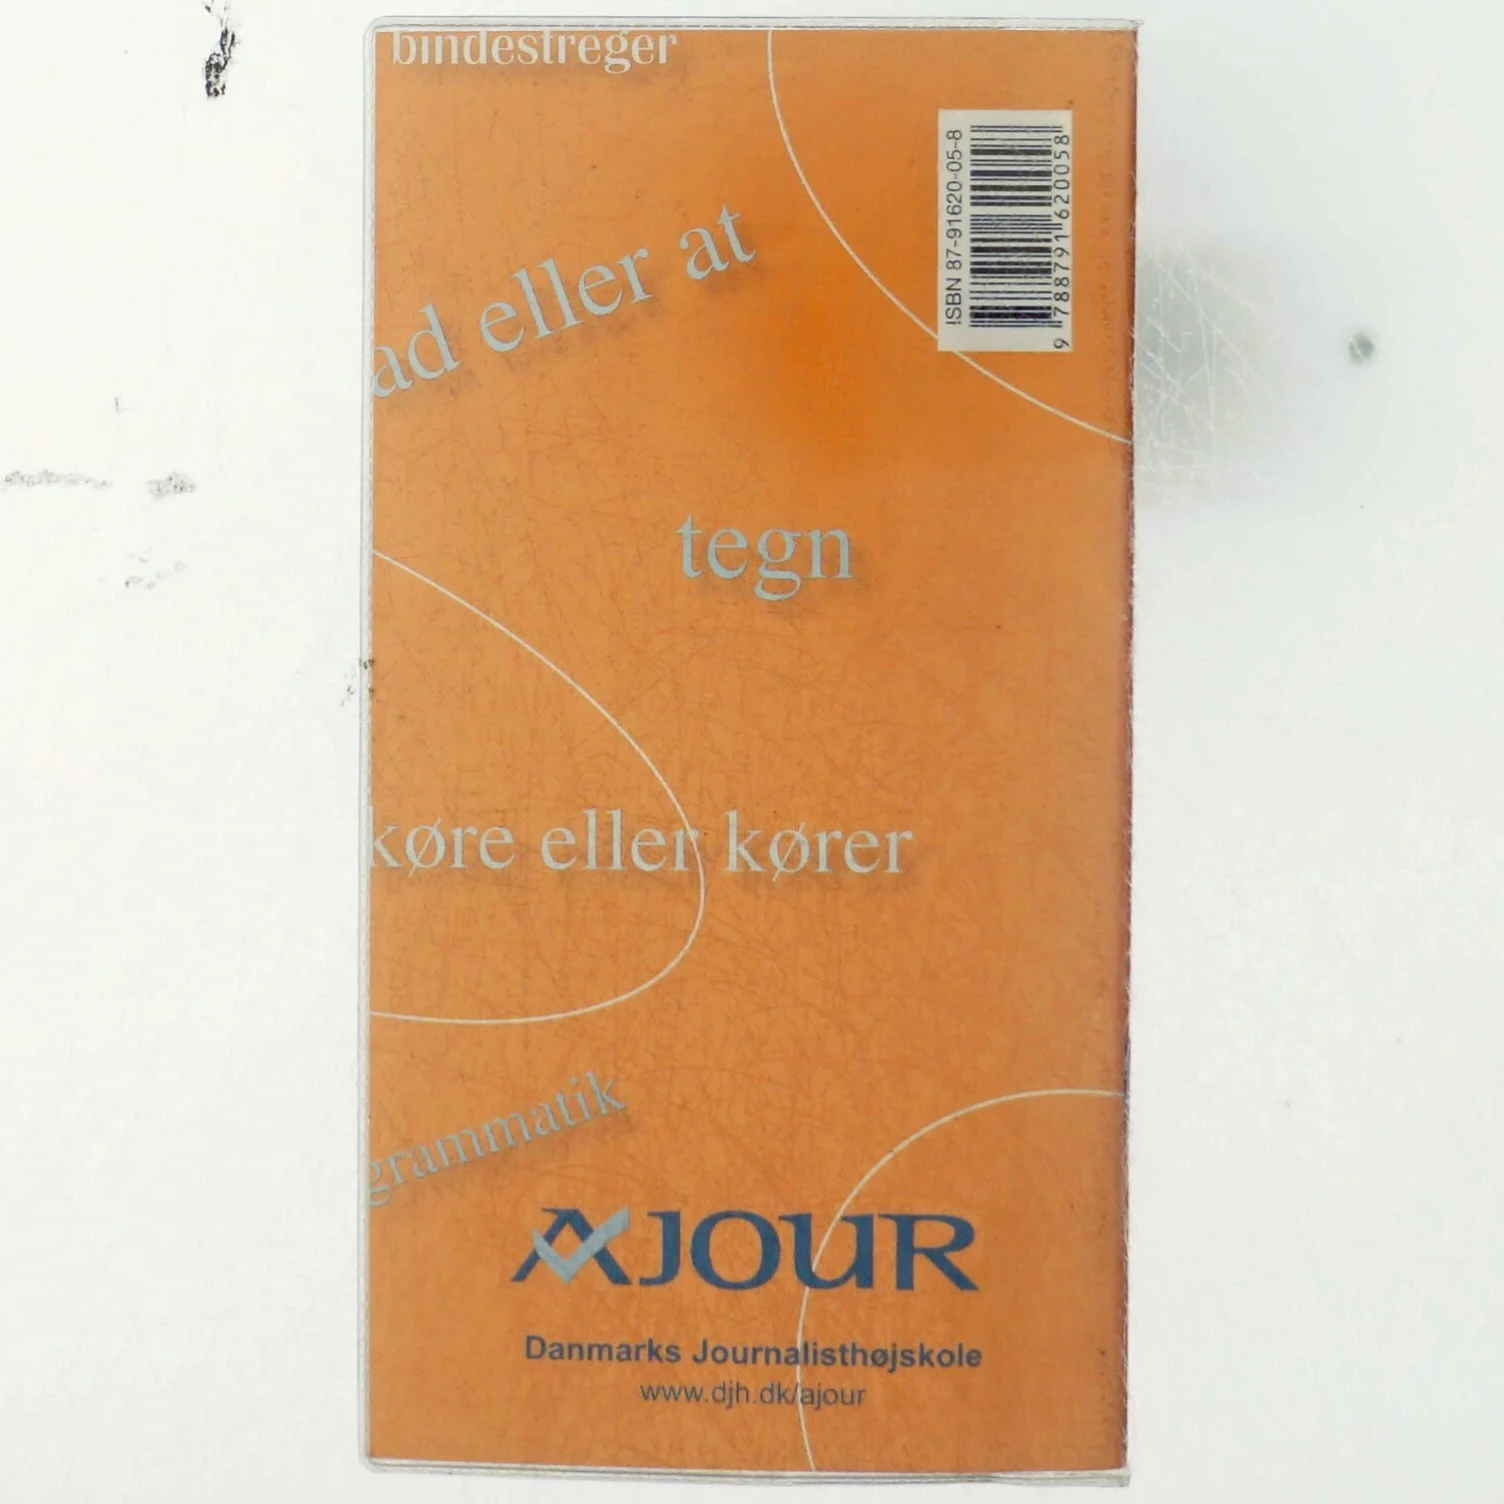 bindestreger
ISBN 87-91620-05-8
9 788791 620058
ad eller at
tegn
køre eller kører
grammatik
AJOUR
Danmarks Journalisthøjskole
www.djh.dk/ajour